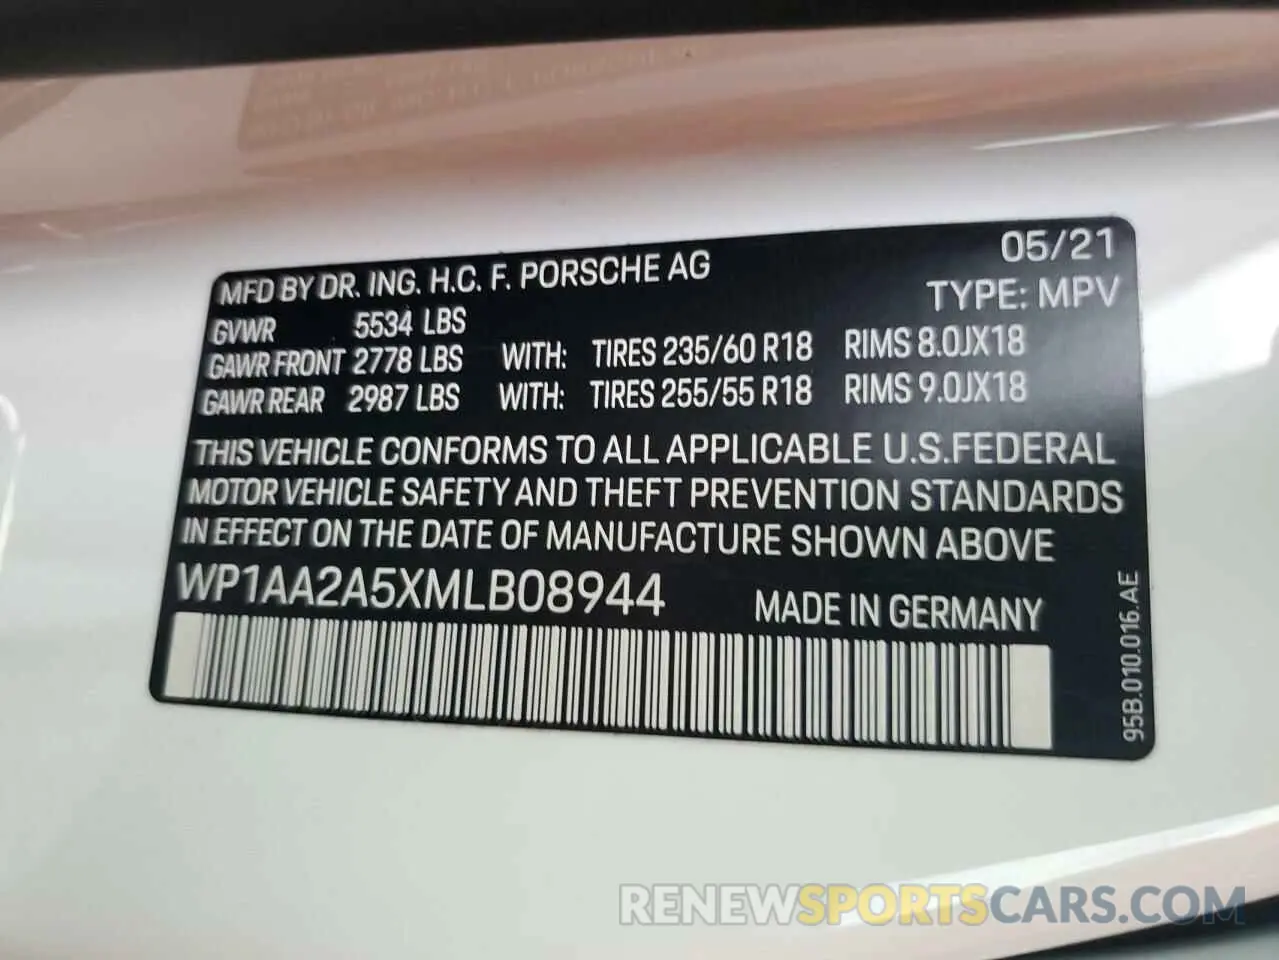 05/21
MFD BY DR. ING. H.C. F. PORSCHE AG
TYPE: MPV
GVWR 5534 LBS
GAWR FRONT 2778 LBS WITH: TIRES 235/60 R18 RIMS 8.0JX18
GAWR REAR 2987 LBS WITH: TIRES 255/55 R18 RIMS 9.0JX18
THIS VEHICLE CONFORMS TO ALL APPLICABLE U.S.FEDERAL
MOTOR VEHICLE SAFETY AND THEFT PREVENTION STANDARDS
IN EFFECT ON THE DATE OF MANUFACTURE SHOWN ABOVE
WP1AA2A5XMLB08944
MADE IN GERMANY
95B.010.016.AE
RENEWSPORTSCARS.COM